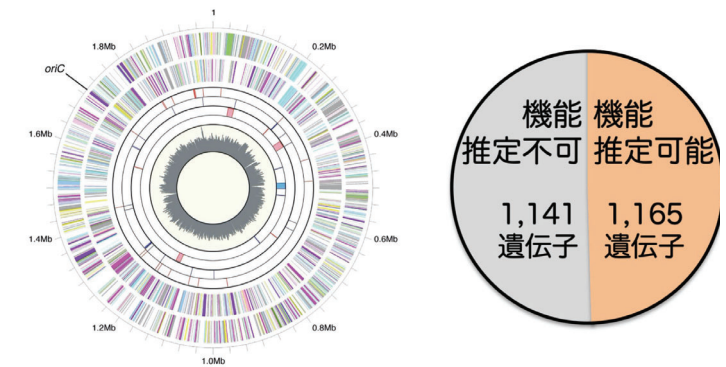 1
0.2Mb
0.4Mb
0.6Mb
0.8Mb
1.0Mb
1.2Mb
1.4Mb
1.6Mb
oriC
1.8Mb
機能
推定不可
1,141
遺伝子
機能
推定可能
1,165
遺伝子